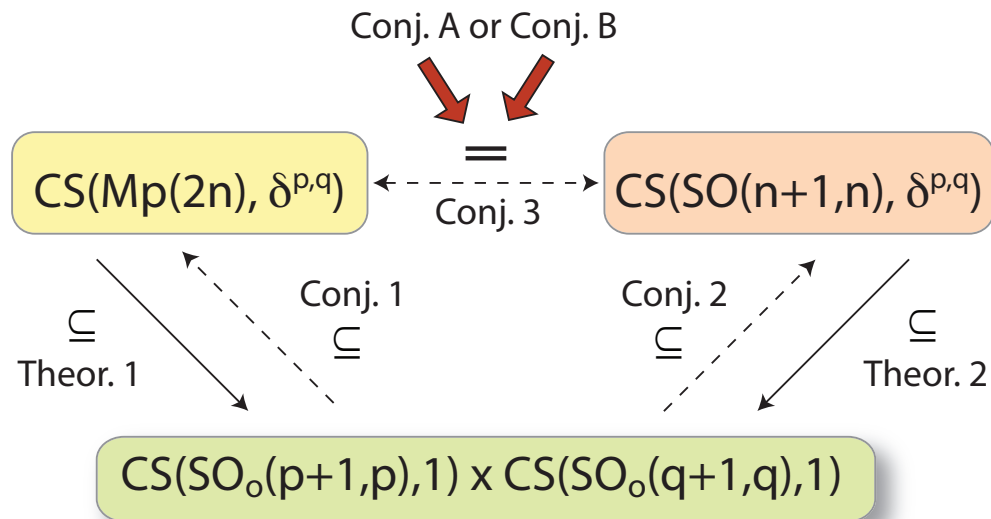 Conj. A or Conj. B
=
CS(Mp(2n), δ^{p,q})
CS(SO(n+1,n), δ^{p,q})
Conj. 3
Conj. 1
⊆
Conj. 2
⊆
⊆
Theor. 1
⊆
Theor. 2
CS(SO_o(p+1,p),1) x CS(SO_o(q+1,q),1)